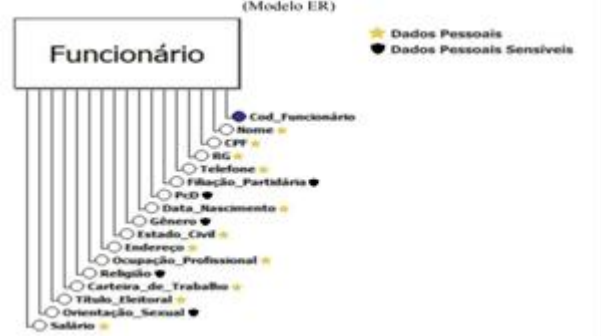 (Modelo ER)
Funcionário
Dados Pessoais
Dados Pessoais Sensíveis
Cod_Funcionário
Nome
CPF
RG
Telefone
Filiação_Partidária
PcD
Data_Nascimento
Gênero
Estado_Civil
Endereço
Ocupação_Profissional
Religião
Carteira_de_Trabalho
Título_Eleitoral
Orientação_Sexual
Salário